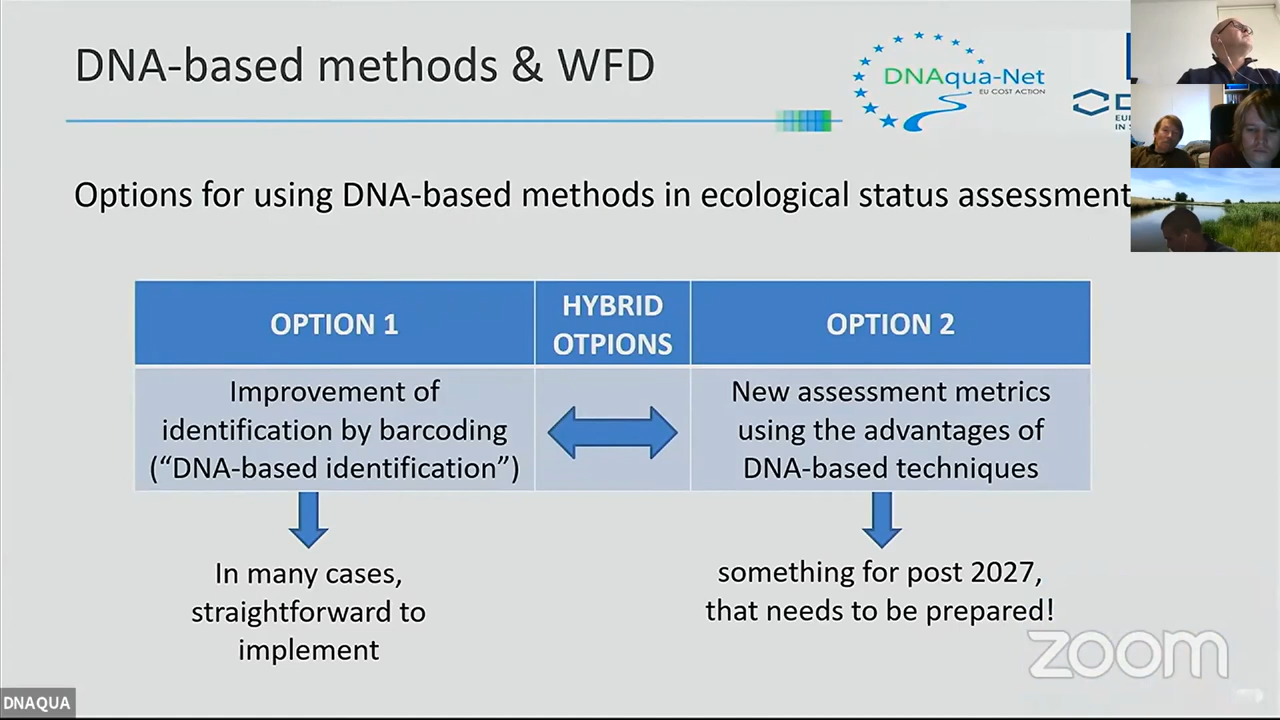 DNA-based methods & WFD
DNAqua-Net
EU COST ACTION
Options for using DNA-based methods in ecological status assessment
OPTION 1
HYBRID
OTPIONS
OPTION 2
Improvement of
identification by barcoding
(“DNA-based identification”)
New assessment metrics
using the advantages of
DNA-based techniques
In many cases,
straightforward to
implement
something for post 2027,
that needs to be prepared!
zoom
DNAQUA